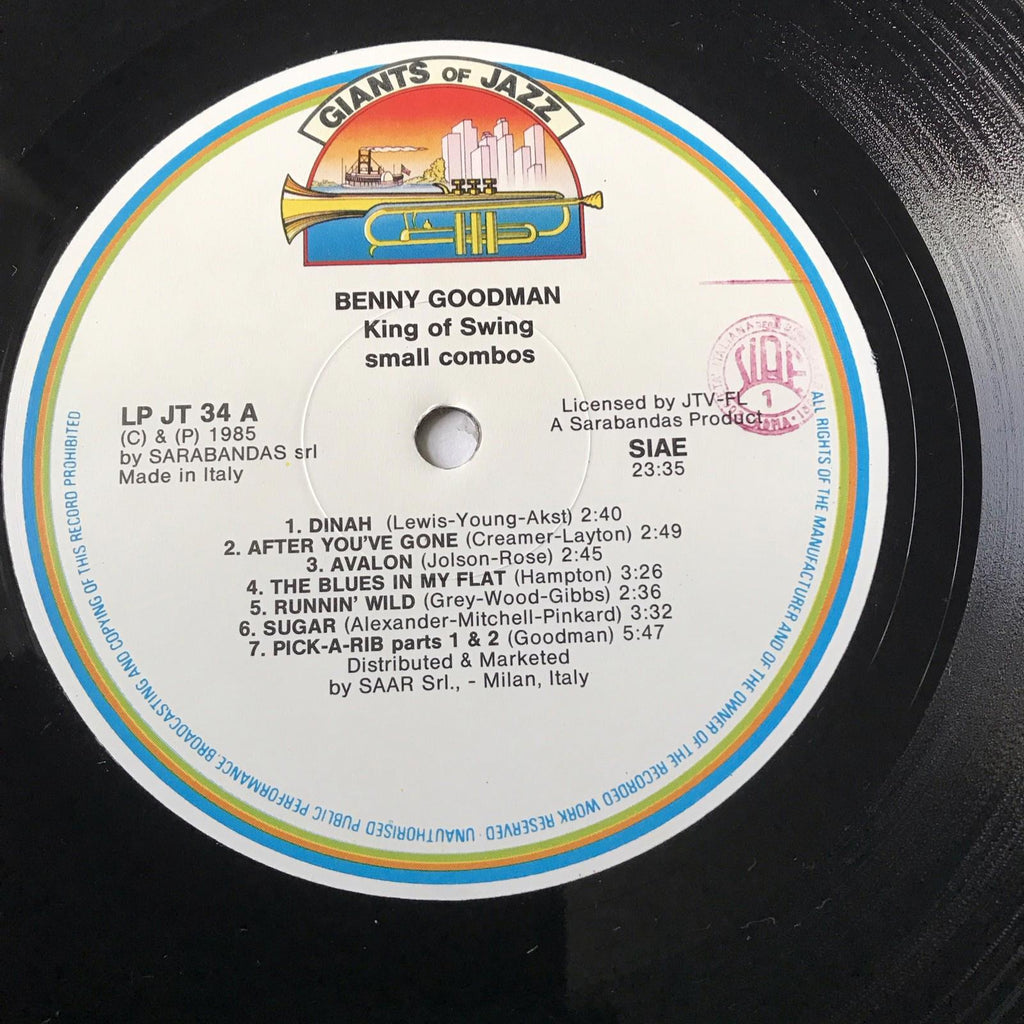 GIANTS OF JAZZ
BENNY GOODMAN
King of Swing
small combos
LP JT 34 A
(C) & (P) 1985
by SARABANDAS srl
Made in Italy
Licensed by JTV-FL
A Sarabandas Product
SIAE
23:35
SIAE
1
1. DINAH (Lewis-Young-Akst) 2:40
2. AFTER YOU'VE GONE (Creamer-Layton) 2:49
3. AVALON (Jolson-Rose) 2:45
4. THE BLUES IN MY FLAT (Hampton) 3:26
5. RUNNIN' WILD (Grey-Wood-Gibbs) 2:36
6. SUGAR (Alexander-Mitchell-Pinkard) 3:32
7. PICK-A-RIB parts 1 & 2 (Goodman) 5:47
Distributed & Marketed
by SAAR Srl., - Milan, Italy
ALL RIGHTS OF THE MANUFACTURER AND OF THE OWNER OF THE RECORDED WORK RESERVED · UNAUTHORISED PUBLIC PERFORMANCE, BROADCASTING AND COPYING OF THIS RECORD PROHIBITED